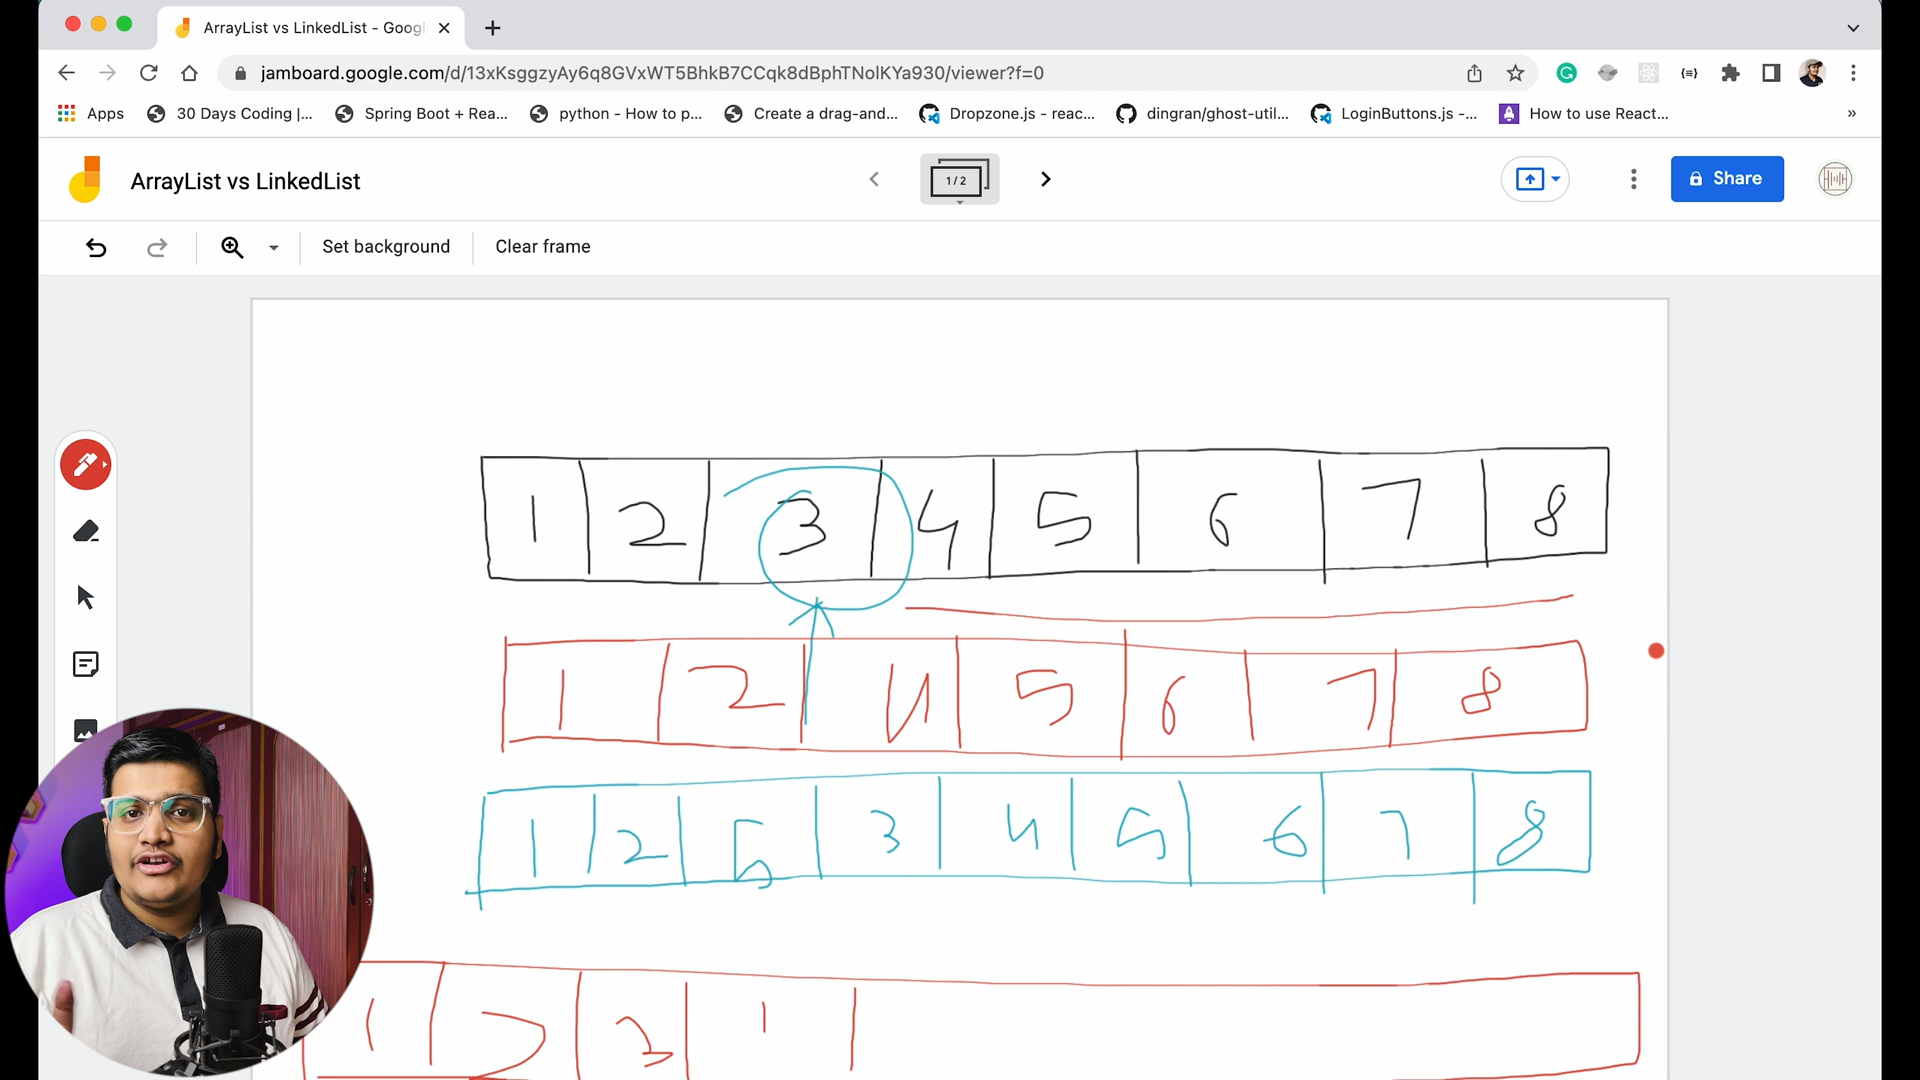 ArrayList vs LinkedList - Goog
jamboard.google.com/d/13xKsggzyAy6q8GVxWT5BhkB7CCqk8dBphTNolKYa930/viewer?f=0
Apps 30 Days Coding |... Spring Boot + Rea... python - How to p... Create a drag-and... Dropzone.js - reac... dingran/ghost-util... LoginButtons.js -... How to use React... »
ArrayList vs LinkedList 1 / 2 Share
Set background Clear frame
1 2 3 4 5 6 7 8
1 2 4 5 6 7 8
1 2 5 3 4 5 6 7 8
1 2 3 1